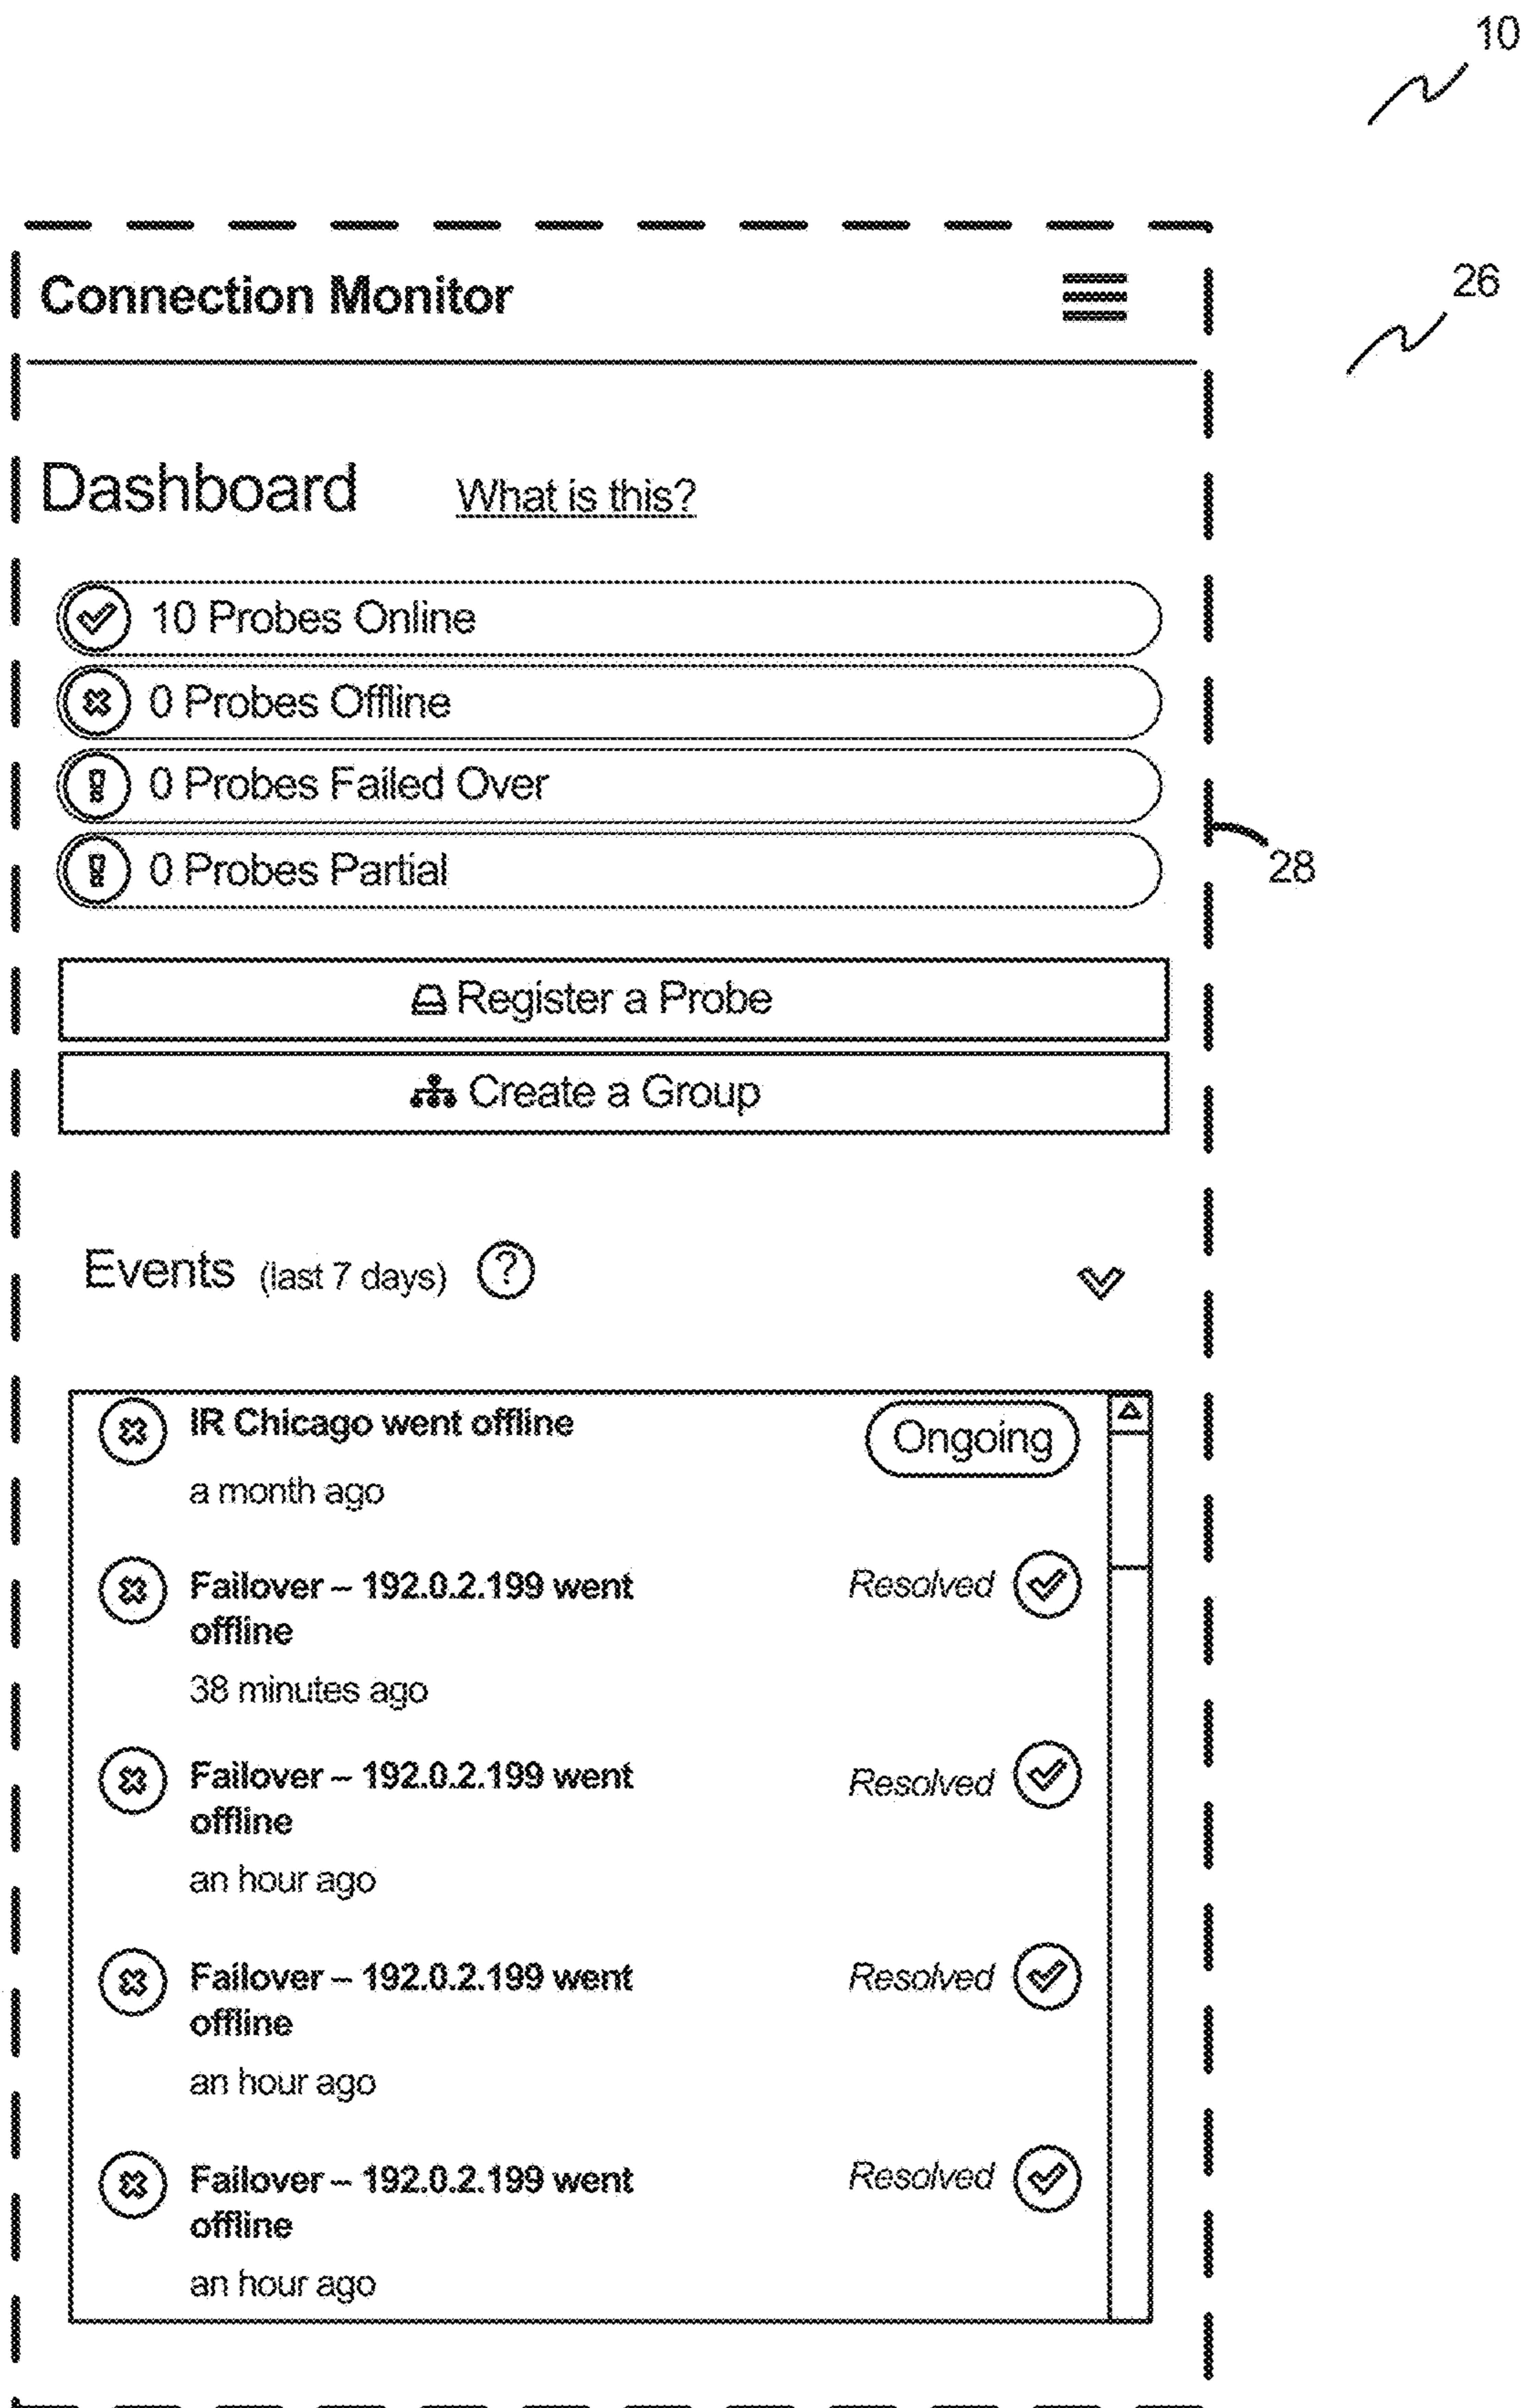 10
Connection Monitor
26
Dashboard What is this?
10 Probes Online
0 Probes Offline
0 Probes Failed Over
0 Probes Partial
28
Register a Probe
Create a Group
Events (last 7 days) ?
IR Chicago went offline Ongoing
a month ago
Failover – 192.0.2.199 went Resolved
offline
38 minutes ago
Failover – 192.0.2.199 went Resolved
offline
an hour ago
Failover – 192.0.2.199 went Resolved
offline
an hour ago
Failover – 192.0.2.199 went Resolved
offline
an hour ago